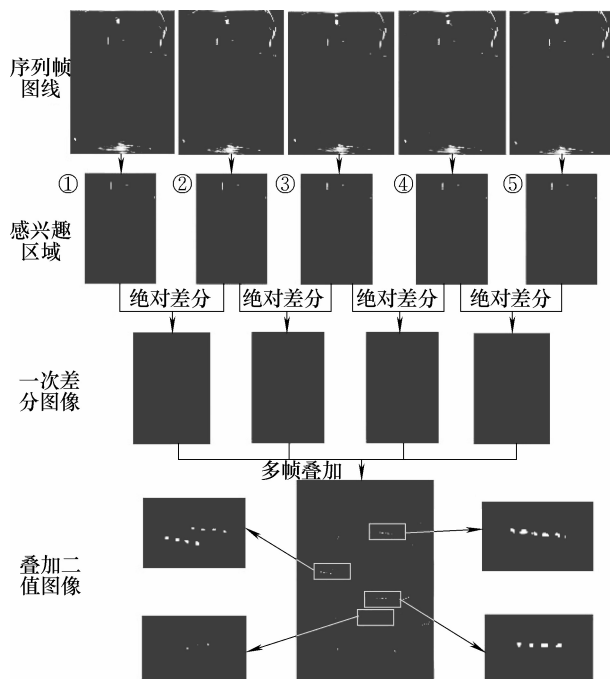 序列帧
图线
① ② ③ ④ ⑤
感兴趣
区域
绝对差分 绝对差分 绝对差分 绝对差分
一次差
分图像
多帧叠加
叠加二
值图像